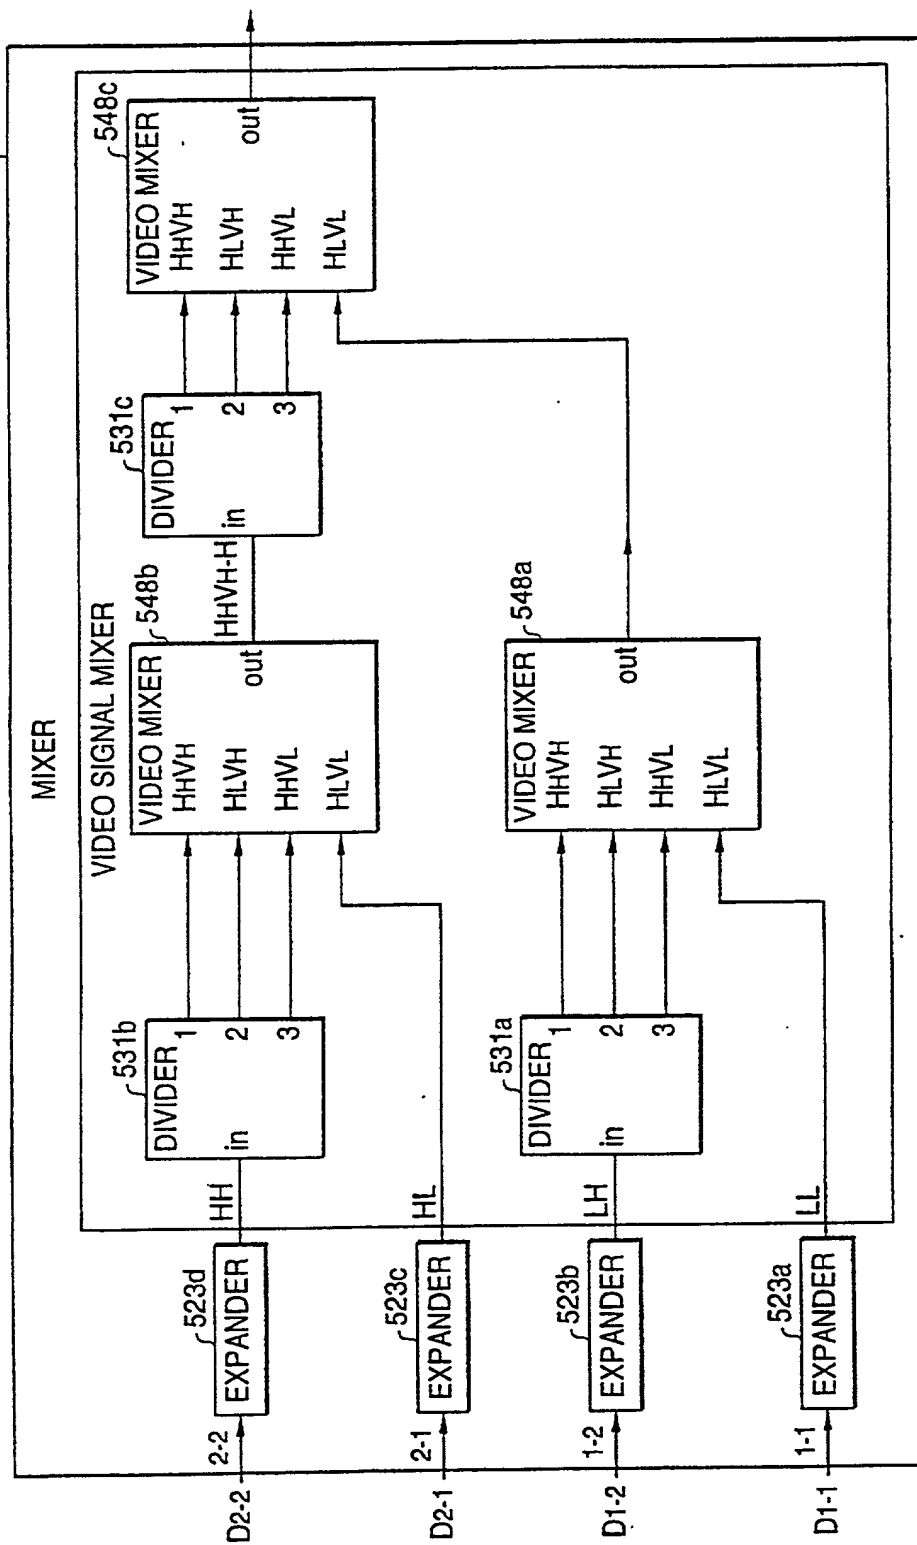 MIXER
VIDEO SIGNAL MIXER
D2-2
2-2
EXPANDER
523d
HH
DIVIDER
531b
in
1
2
3
VIDEO MIXER
548b
HHVH
HLVH
HHVL
HLVL
out
HHVH-H
DIVIDER
531c
in
1
2
3
VIDEO MIXER
548c
HHVH
HLVH
HHVL
HLVL
out
D2-1
2-1
EXPANDER
523c
HL
D1-2
1-2
EXPANDER
523b
LH
DIVIDER
531a
in
1
2
3
VIDEO MIXER
548a
HHVH
HLVH
HHVL
HLVL
out
D1-1
1-1
EXPANDER
523a
LL